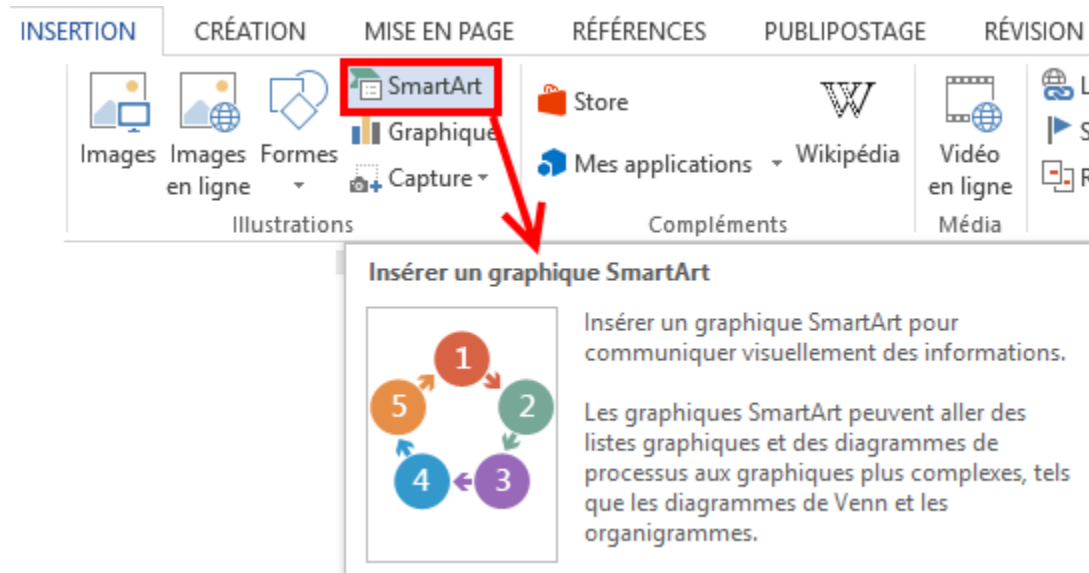 INSERTION CRÉATION MISE EN PAGE RÉFÉRENCES PUBLIPOSTAGE RÉVISION
SmartArt
Graphique
Capture
Images
Images en ligne
Formes
Illustrations
Store
Mes applications
Wikipédia
Compléments
Vidéo en ligne
Média
L
S
R
Insérer un graphique SmartArt
1
2
3
4
5
Insérer un graphique SmartArt pour
communiquer visuellement des informations.
Les graphiques SmartArt peuvent aller des
listes graphiques et des diagrammes de
processus aux graphiques plus complexes, tels
que les diagrammes de Venn et les
organigrammes.